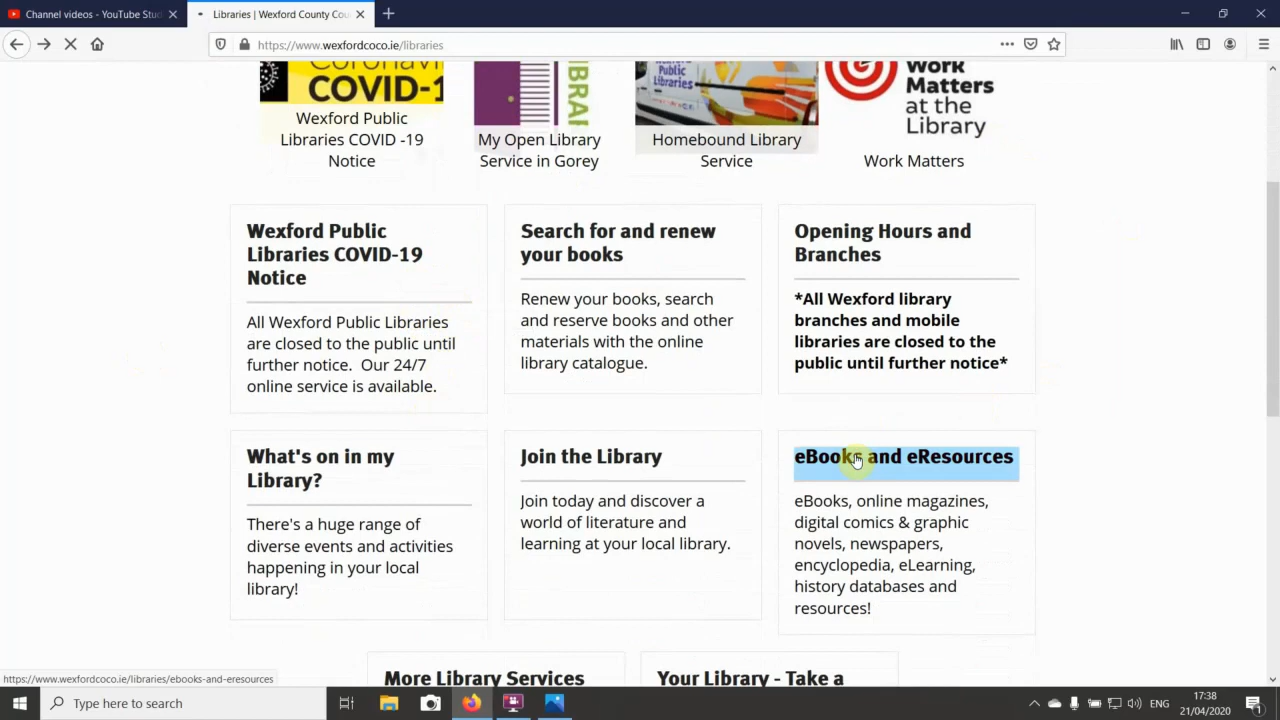 Channel videos - YouTube Stu
Libraries | Wexford County Cou
https://www.wexfordcoco.ie/libraries
COVID-1
Wexford Public Libraries
Work
Matters
at the
Library
Wexford Public
Libraries COVID -19
Notice
My Open Library
Service in Gorey
Homebound Library
Service
Work Matters
Wexford Public
Libraries COVID-19
Notice
All Wexford Public Libraries
are closed to the public until
further notice. Our 24/7
online service is available.
Search for and renew
your books
Renew your books, search
and reserve books and other
materials with the online
library catalogue.
Opening Hours and
Branches
*All Wexford library
branches and mobile
libraries are closed to the
public until further notice*
What's on in my
Library?
There's a huge range of
diverse events and activities
happening in your local
library!
Join the Library
Join today and discover a
world of literature and
learning at your local library.
eBooks and eResources
eBooks, online magazines,
digital comics & graphic
novels, newspapers,
encyclopedia, eLearning,
history databases and
resources!
More Library Services
Your Library - Take a
https://www.wexfordcoco.ie/libraries/ebooks-and-eresources
Type here to search
ENG
17:38
21/04/2020